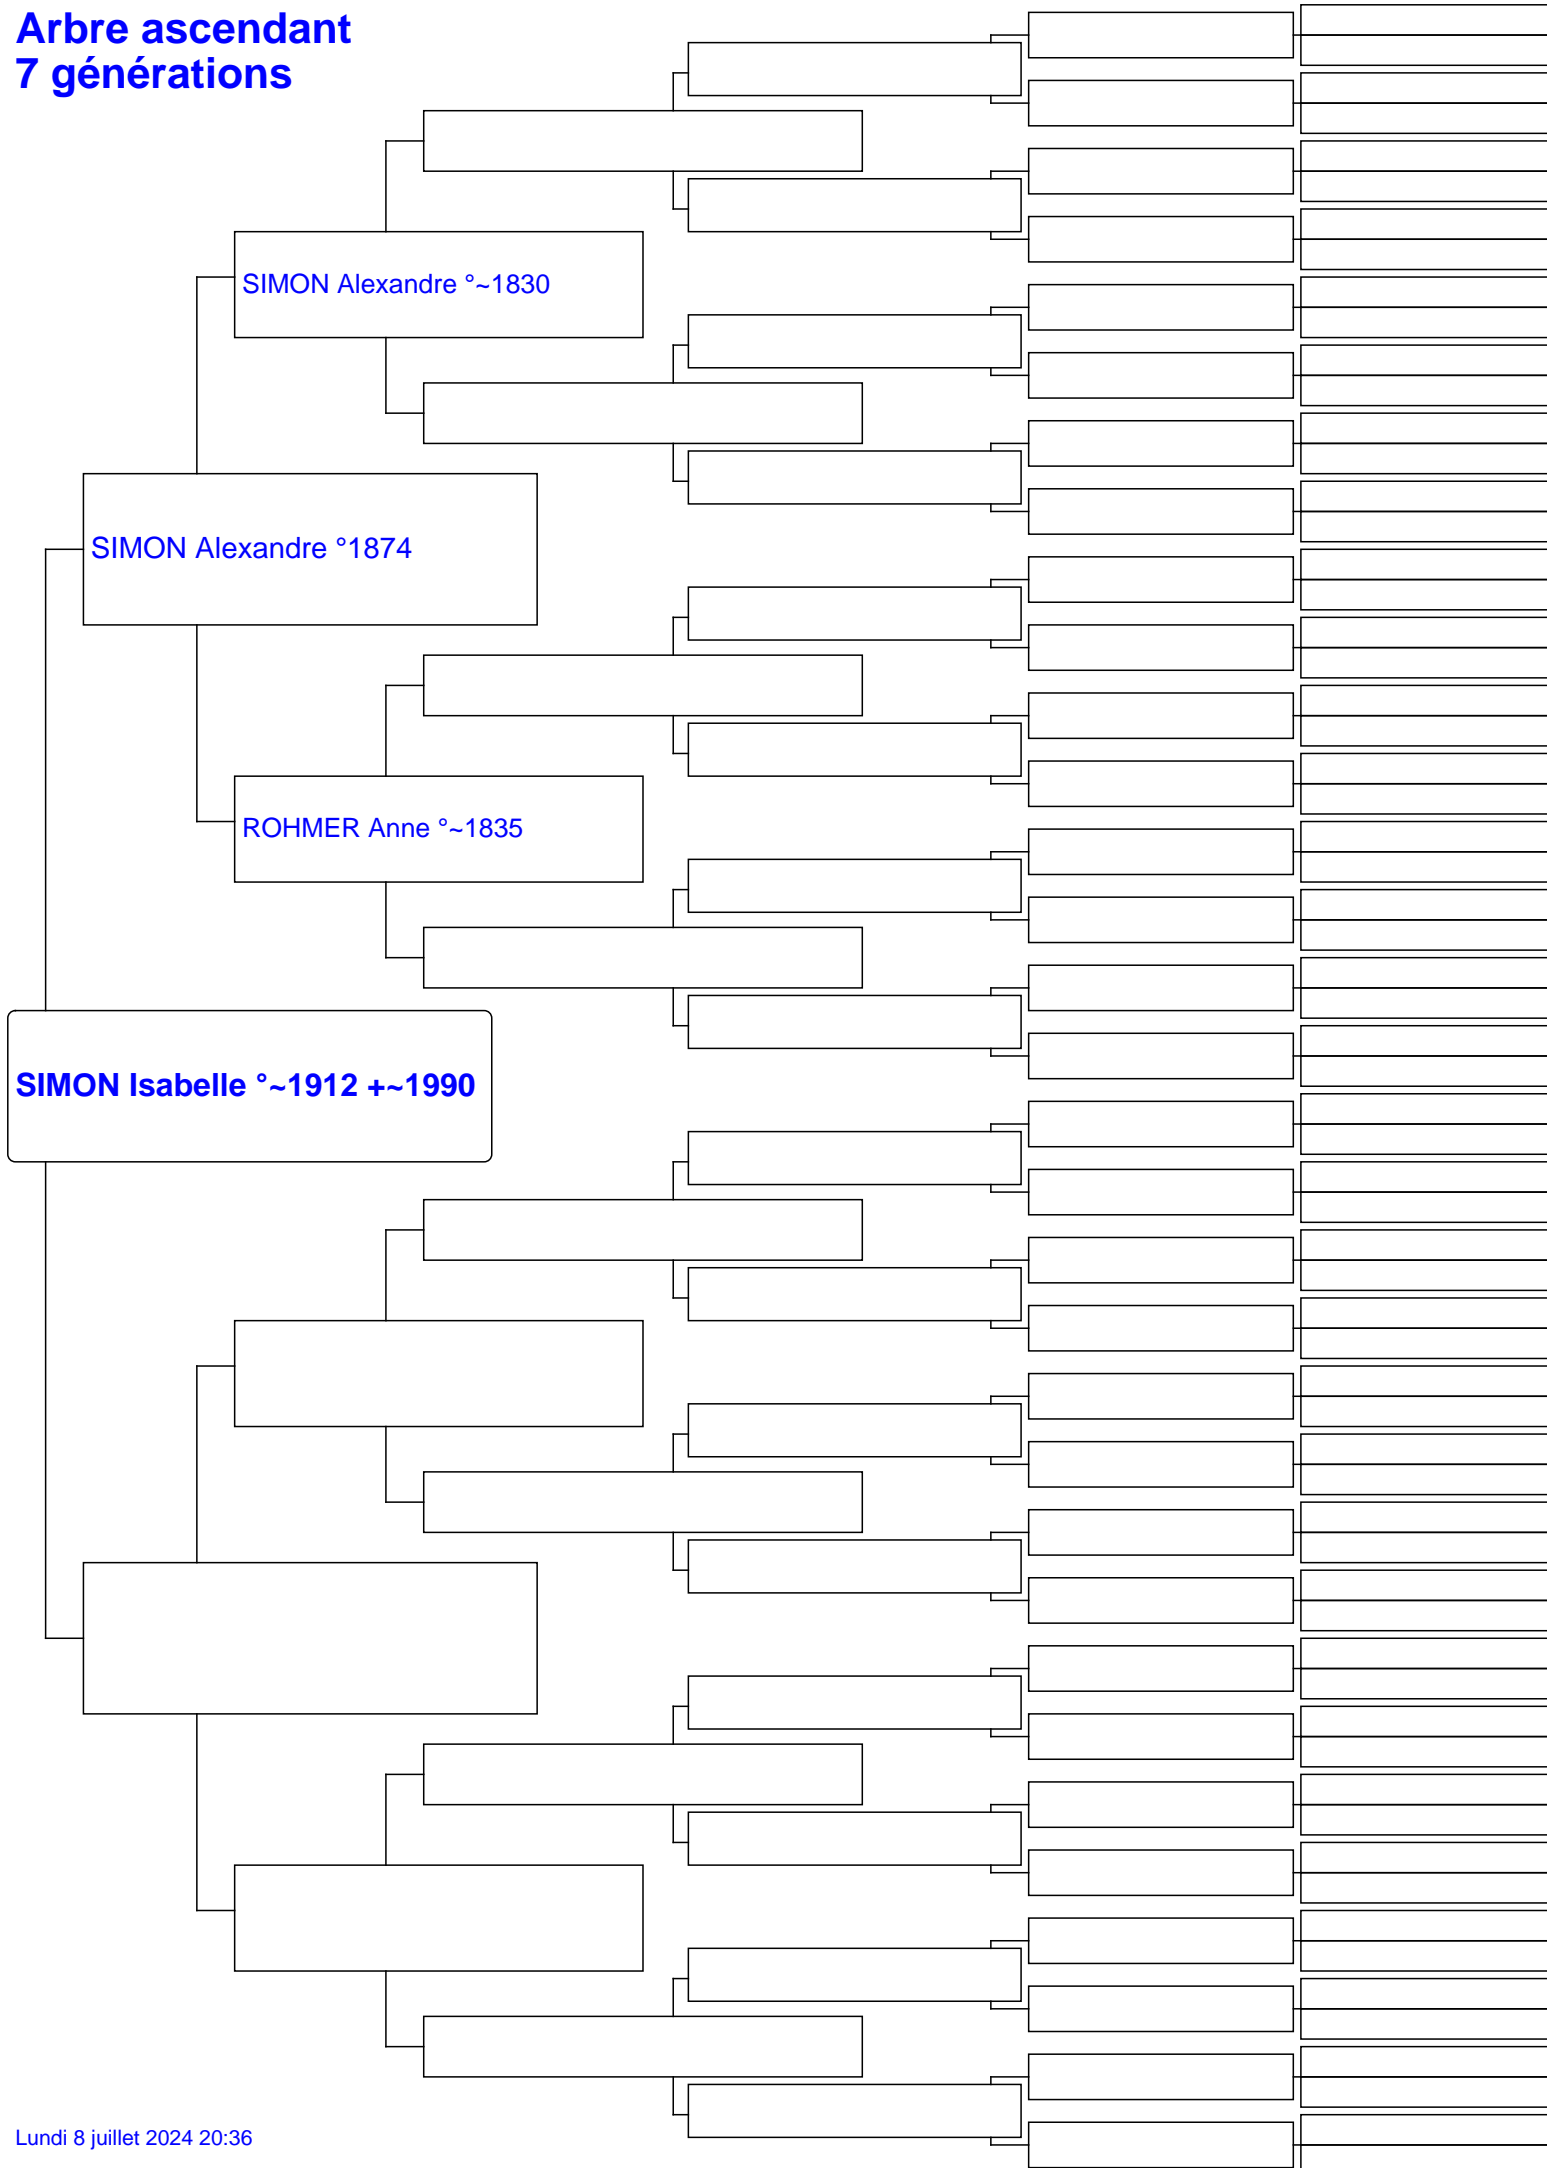 Arbre ascendant
7 générations
SIMON Alexandre °~1830
SIMON Alexandre °1874
ROHMER Anne °~1835
SIMON Isabelle °~1912 +~1990
Lundi 8 juillet 2024 20:36